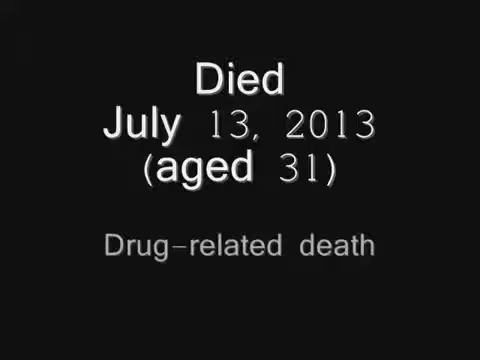 Died
July 13, 2013
(aged 31)
Drug-related death